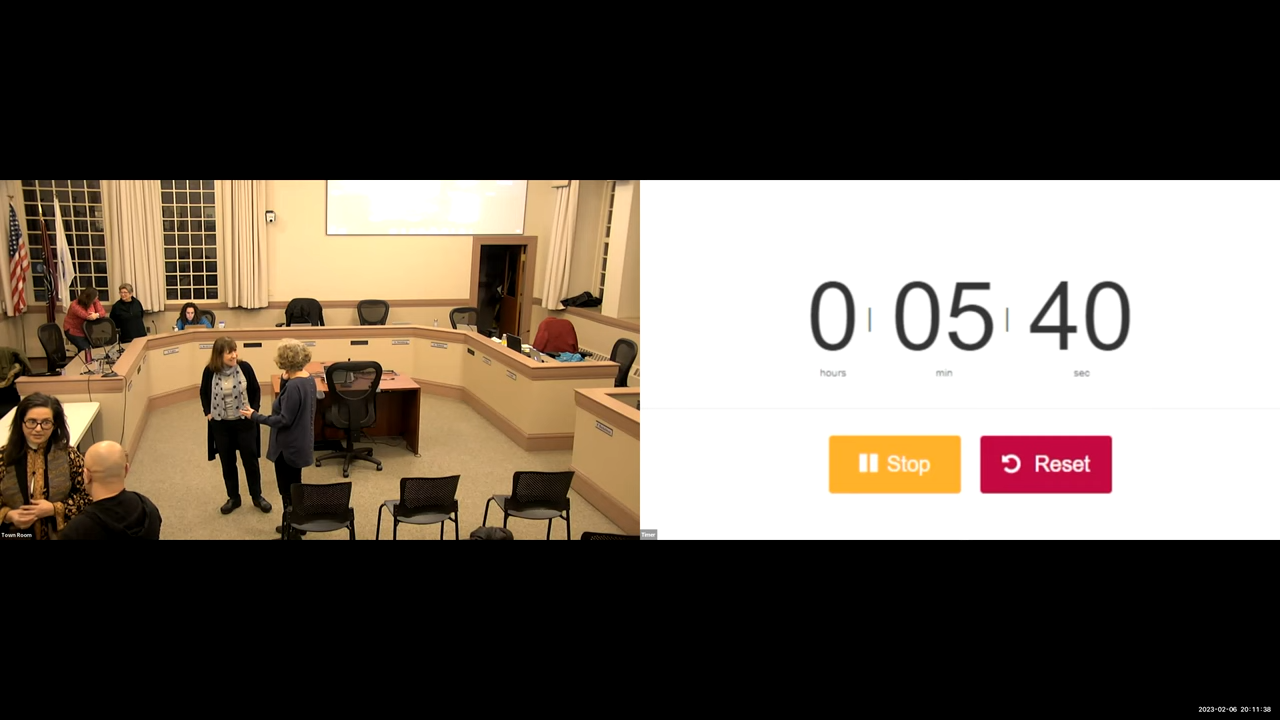 0 05 40
hours min sec
Stop Reset
Town Room
Timer
2023-02-06 20:11:38